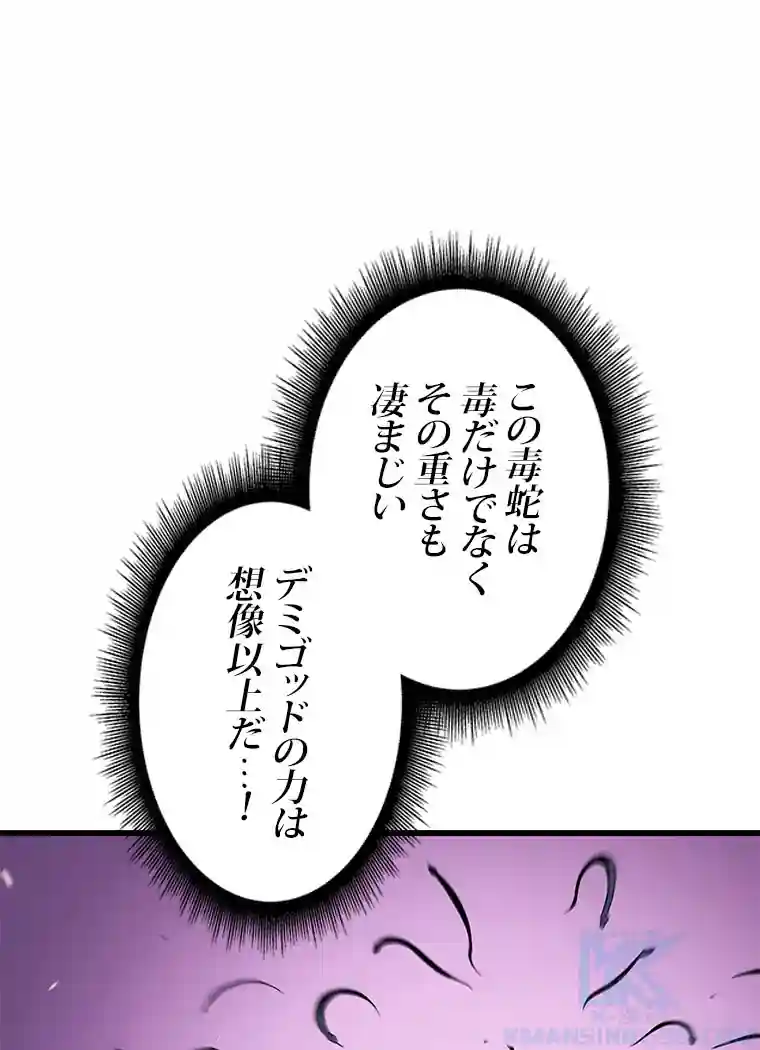 この毒蛇は
毒だけでなく
その重さも
凄まじい
デミゴッドの力は
想像以上だ…!